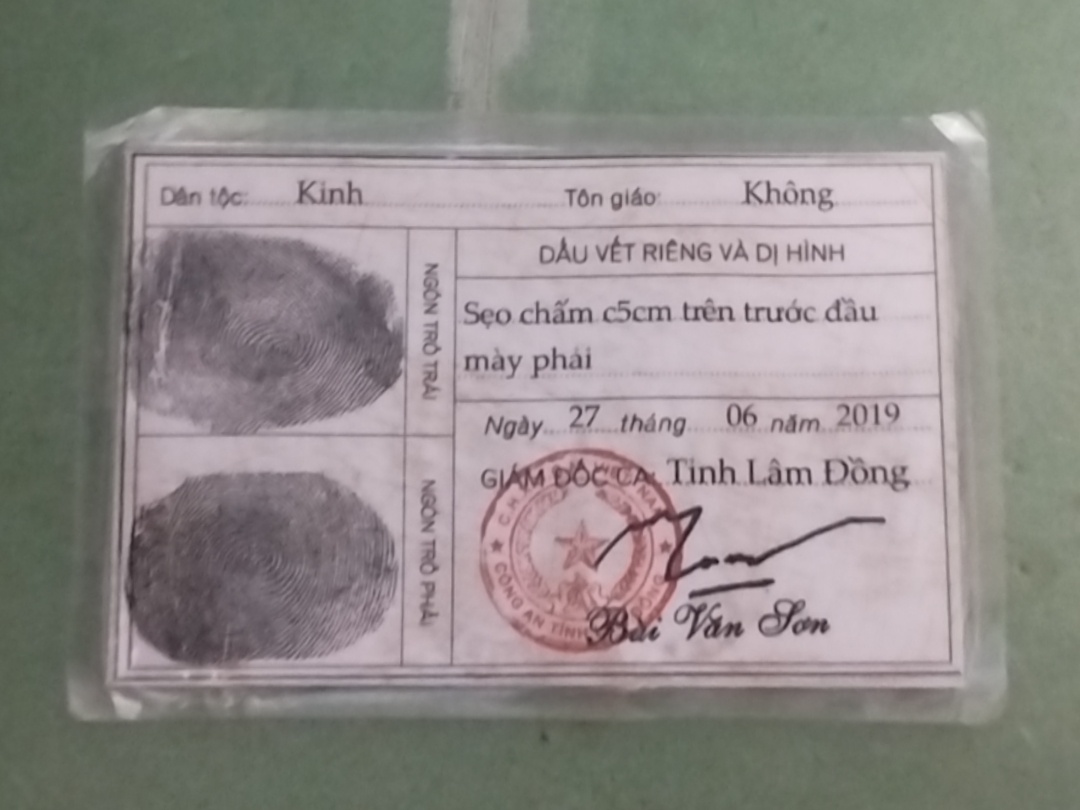 Dân tộc: Kinh Tôn giáo: Không
NGÓN TRỎ TRÁI
NGÓN TRỎ PHẢI
DẤU VẾT RIÊNG VÀ DỊ HÌNH
Sẹo chấm c5cm trên trước đầu
mày phải
Ngày 27 tháng 06 năm 2019
GIÁM ĐỐC CA: Tỉnh Lâm Đồng
CÔNG AN TỈNH
Bùi Văn Sơn